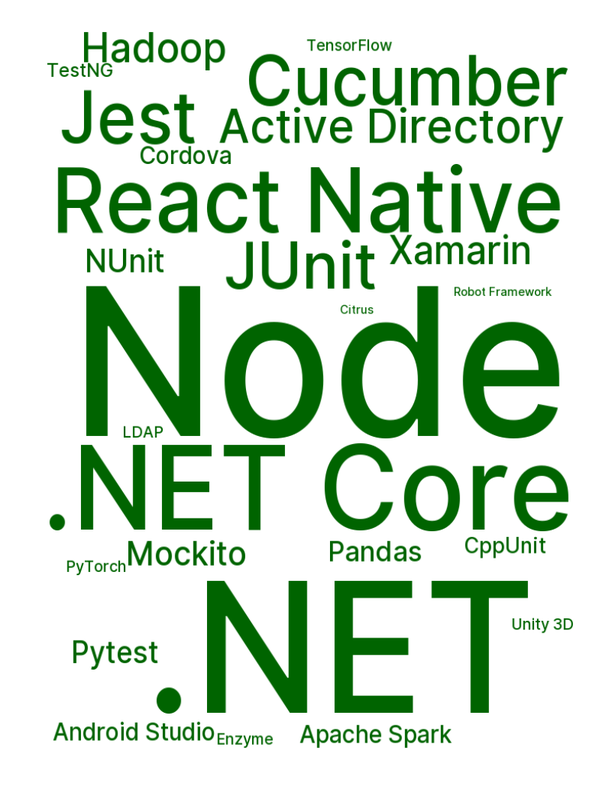 Hadoop
TensorFlow
TestNG
Cucumber
Jest
Active Directory
Cordova
React Native
NUnit
JUnit
Xamarin
Robot Framework
Citrus
Node
LDAP
.NET Core
Mockito
Pandas
CppUnit
PyTorch
.NET
Unity 3D
Pytest
Android Studio
Enzyme
Apache Spark